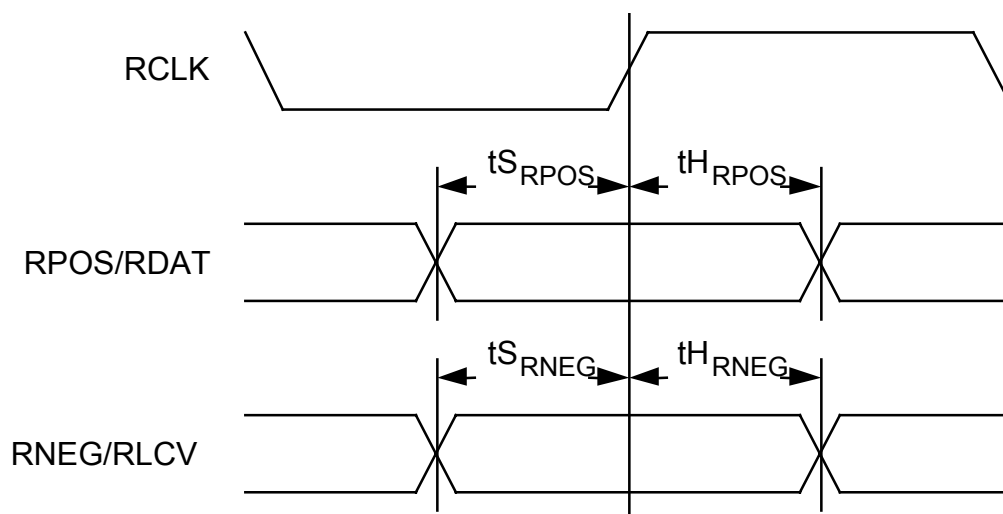 RCLK
tSRPOS tHRPOS
RPOS/RDAT
tSRNEG tHRNEG
RNEG/RLCV